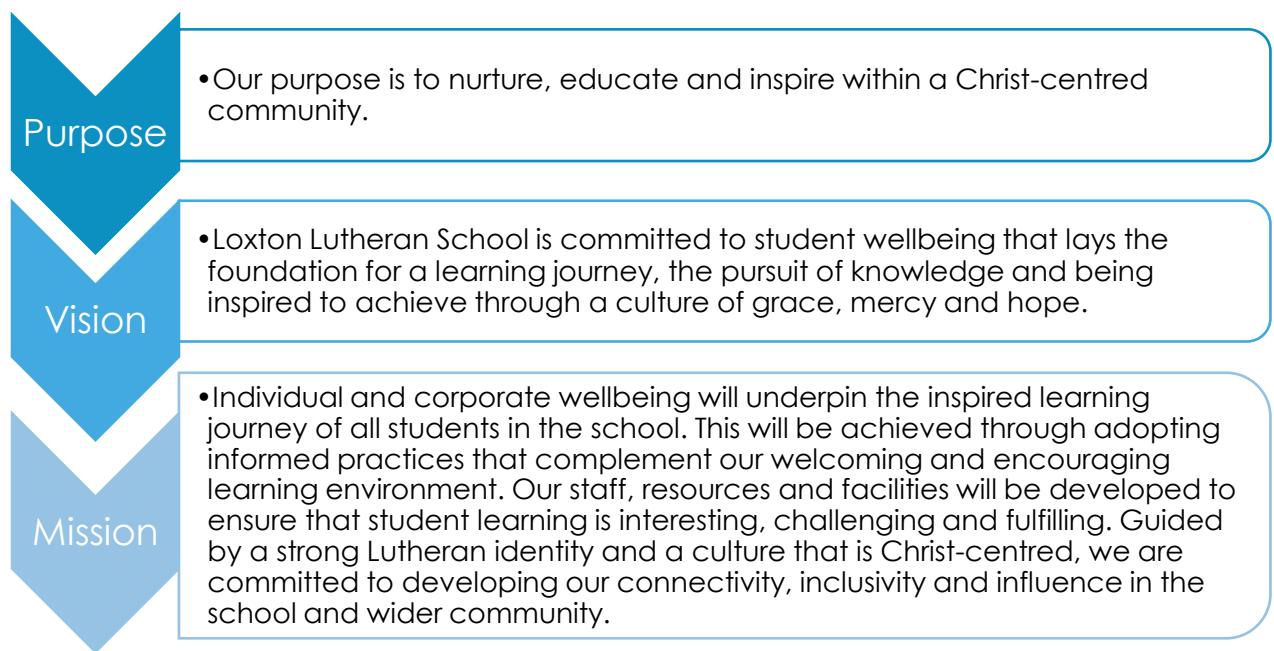 Purpose
•Our purpose is to nurture, educate and inspire within a Christ-centred
community.
Vision
•Loxton Lutheran School is committed to student wellbeing that lays the
foundation for a learning journey, the pursuit of knowledge and being
inspired to achieve through a culture of grace, mercy and hope.
Mission
•Individual and corporate wellbeing will underpin the inspired learning
journey of all students in the school. This will be achieved through adopting
informed practices that complement our welcoming and encouraging
learning environment. Our staff, resources and facilities will be developed to
ensure that student learning is interesting, challenging and fulfilling. Guided
by a strong Lutheran identity and a culture that is Christ-centred, we are
committed to developing our connectivity, inclusivity and influence in the
school and wider community.